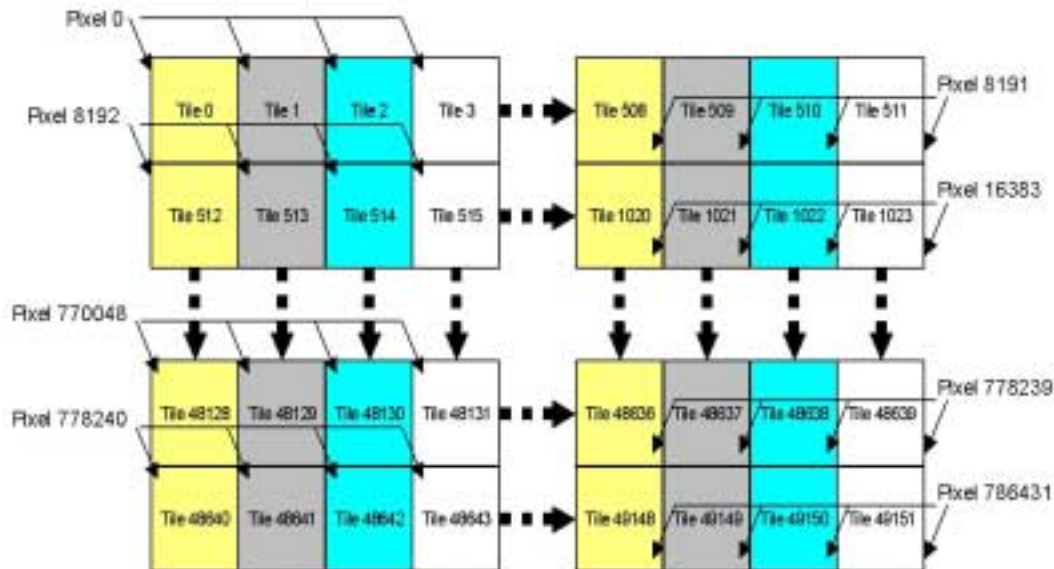 Pixel 0
Tile 0 Tile 1 Tile 2 Tile 3 Tile 508 Tile 509 Tile 510 Tile 511
Pixel 8191
Pixel 8192
Tile 512 Tile 513 Tile 514 Tile 515 Tile 1020 Tile 1021 Tile 1022 Tile 1023
Pixel 16383
Pixel 770048
Tile 48128 Tile 48129 Tile 48130 Tile 48131 Tile 48636 Tile 48637 Tile 48638 Tile 48639
Pixel 778239
Pixel 778240
Tile 48640 Tile 48641 Tile 48642 Tile 48643 Tile 49148 Tile 49149 Tile 49150 Tile 49151
Pixel 786431